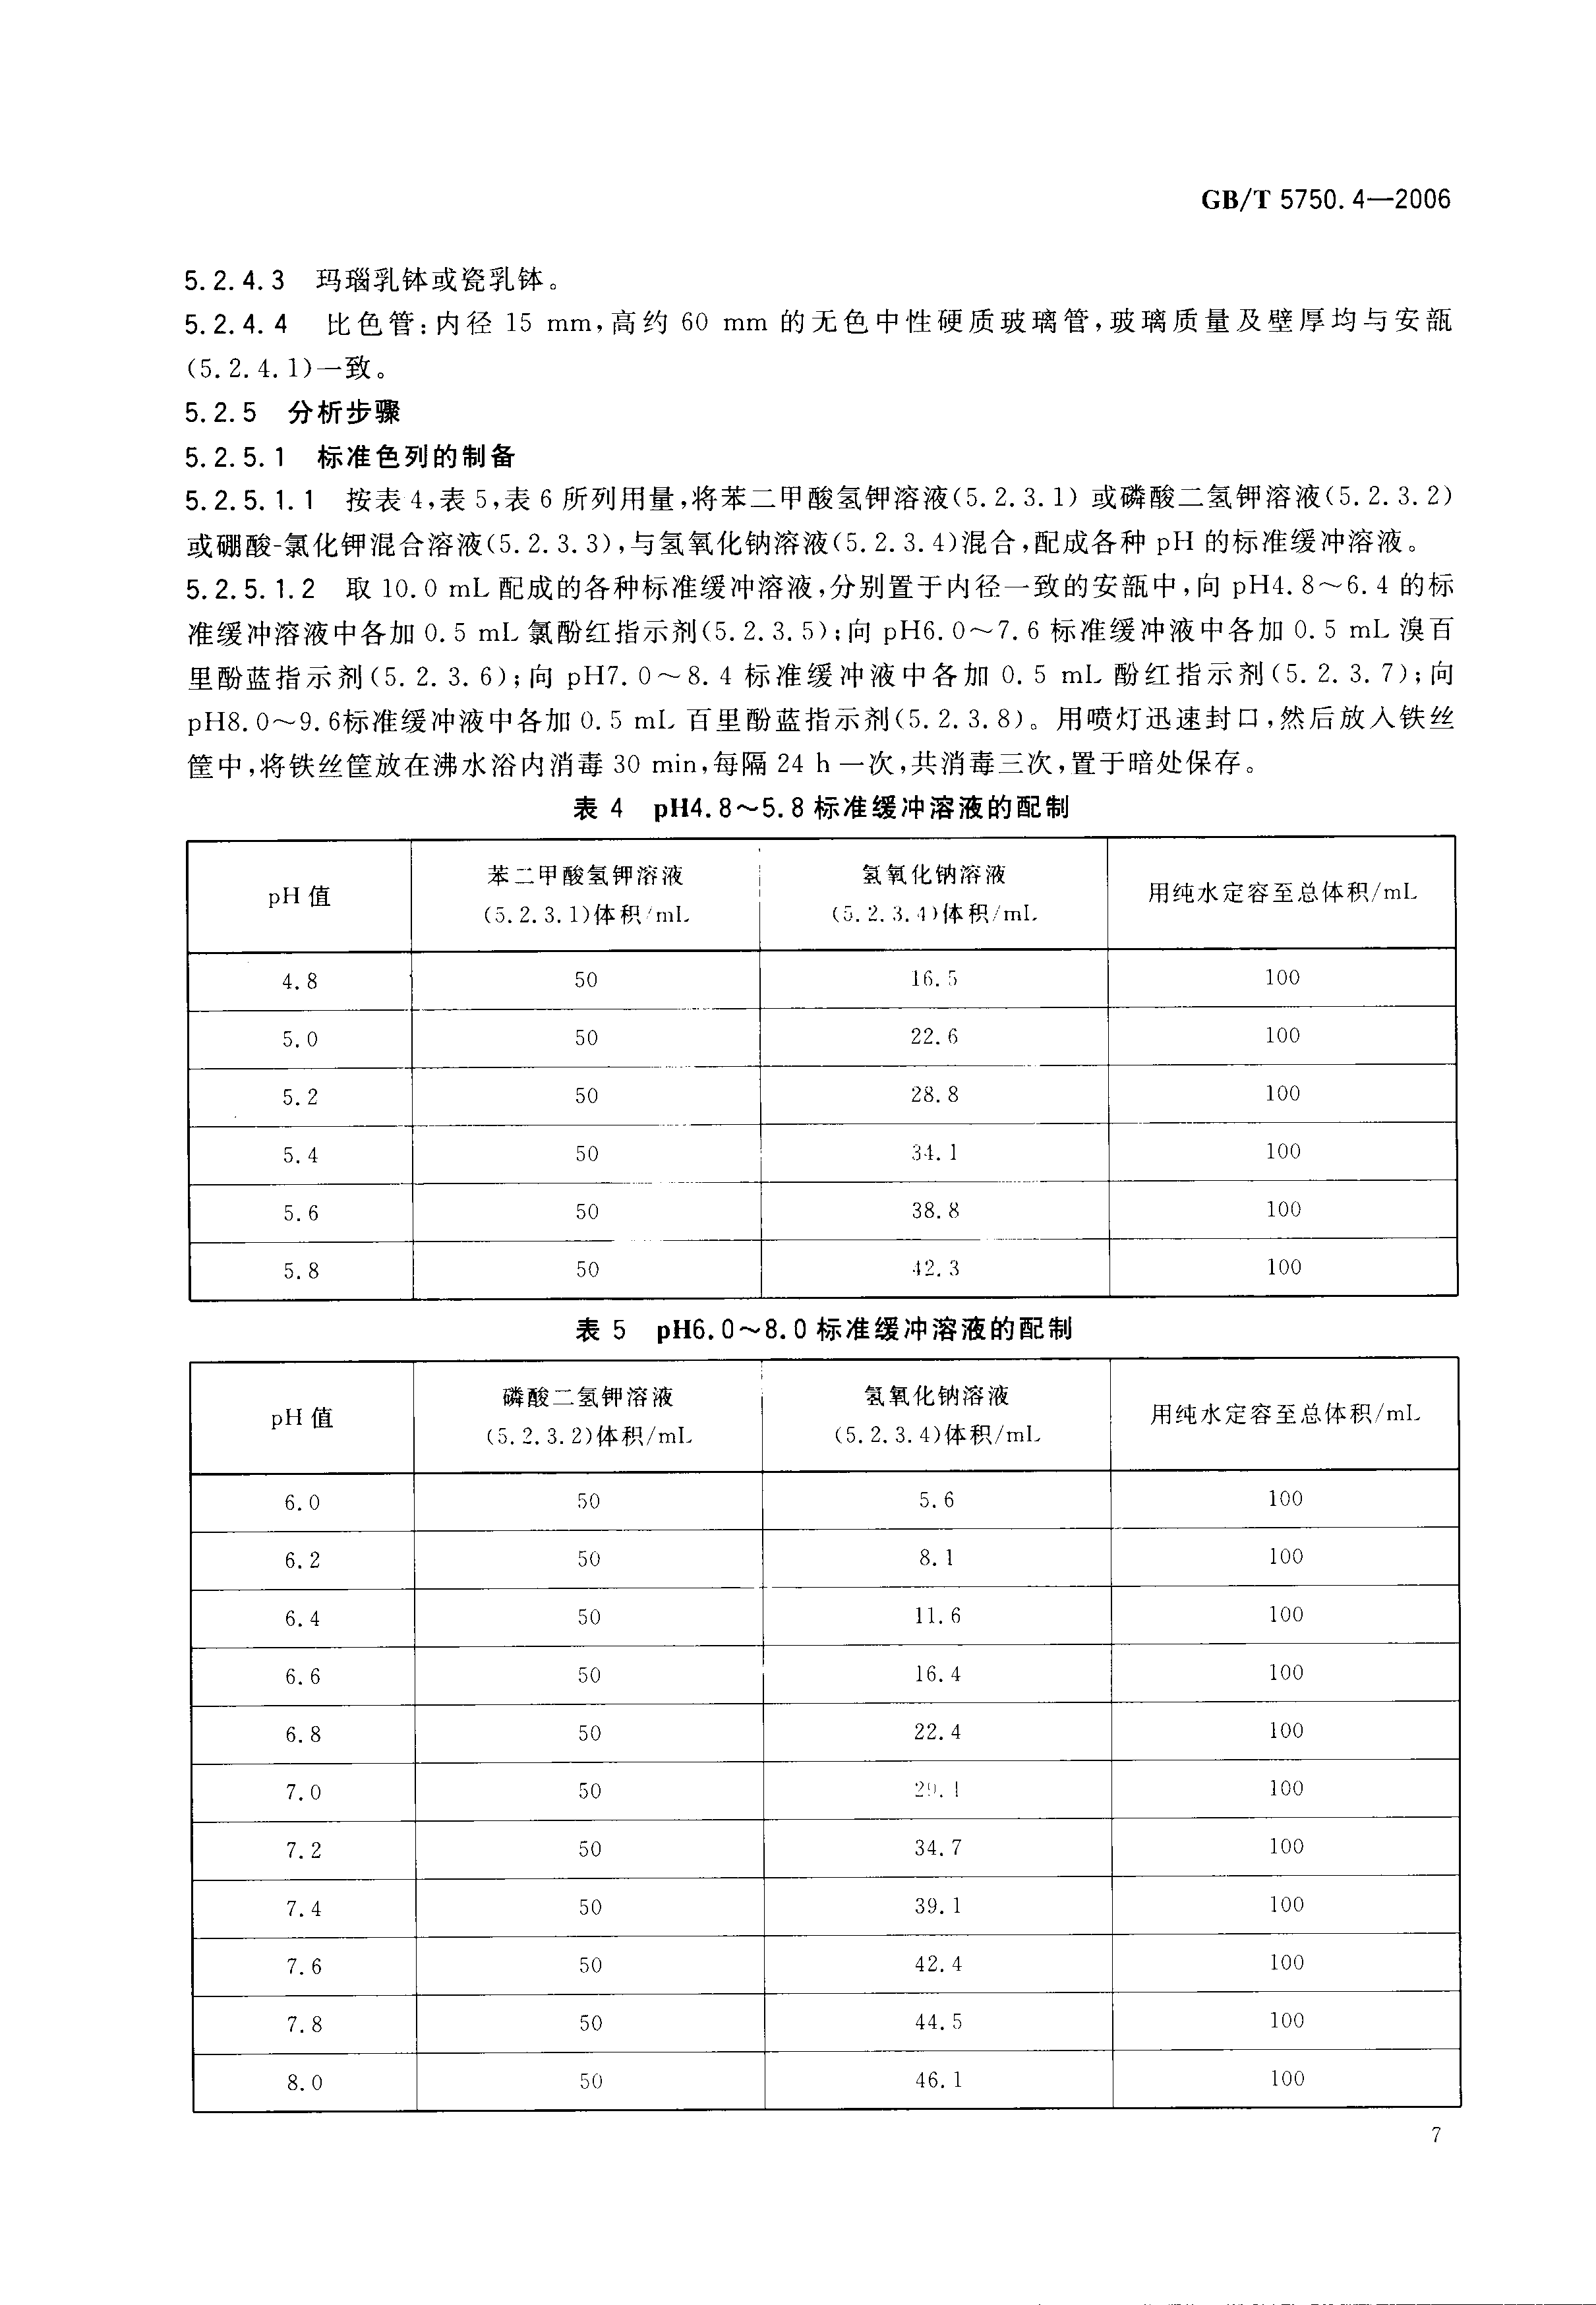 GB/T 5750.4—2006
5.2.4.3 玛瑙乳钵或瓷乳钵。
5.2.4.4 比色管:内径 15 mm,高约 60 mm 的无色中性硬质玻璃管,玻璃质量及壁厚均与安瓿
(5.2.4.1)一致。
5.2.5 分析步骤
5.2.5.1 标准色列的制备
5.2.5.1.1 按表 4,表 5,表 6 所列用量,将苯二甲酸氢钾溶液(5.2.3.1) 或磷酸二氢钾溶液(5.2.3.2)
或硼酸-氯化钾混合溶液(5.2.3.3),与氢氧化钠溶液(5.2.3.4)混合,配成各种 pH 的标准缓冲溶液。
5.2.5.1.2 取 10.0 mL 配成的各种标准缓冲溶液,分别置于内径一致的安瓿中,向 pH4.8～6.4 的标
准缓冲溶液中各加 0.5 mL 氯酚红指示剂(5.2.3.5);向 pH6.0～7.6 标准缓冲液中各加 0.5 mL 溴百
里酚蓝指示剂(5.2.3.6);向 pH7.0～8.4 标准缓冲液中各加 0.5 mL 酚红指示剂(5.2.3.7);向
pH8.0～9.6标准缓冲液中各加 0.5 mL 百里酚蓝指示剂(5.2.3.8)。用喷灯迅速封口,然后放入铁丝
筐中,将铁丝筐放在沸水浴内消毒 30 min,每隔 24 h 一次,共消毒三次,置于暗处保存。
表 4 pH4.8～5.8 标准缓冲溶液的配制
pH 值 苯二甲酸氢钾溶液 (5.2.3.1)体积/mL 氢氧化钠溶液 (5.2.3.4)体积/mL 用纯水定容至总体积/mL
4.8 50 16.5 100
5.0 50 22.6 100
5.2 50 28.8 100
5.4 50 34.1 100
5.6 50 38.8 100
5.8 50 42.3 100
表 5 pH6.0～8.0 标准缓冲溶液的配制
pH 值 磷酸二氢钾溶液 (5.2.3.2)体积/mL 氢氧化钠溶液 (5.2.3.4)体积/mL 用纯水定容至总体积/mL
6.0 50 5.6 100
6.2 50 8.1 100
6.4 50 11.6 100
6.6 50 16.4 100
6.8 50 22.4 100
7.0 50 29.1 100
7.2 50 34.7 100
7.4 50 39.1 100
7.6 50 42.4 100
7.8 50 44.5 100
8.0 50 46.1 100
7